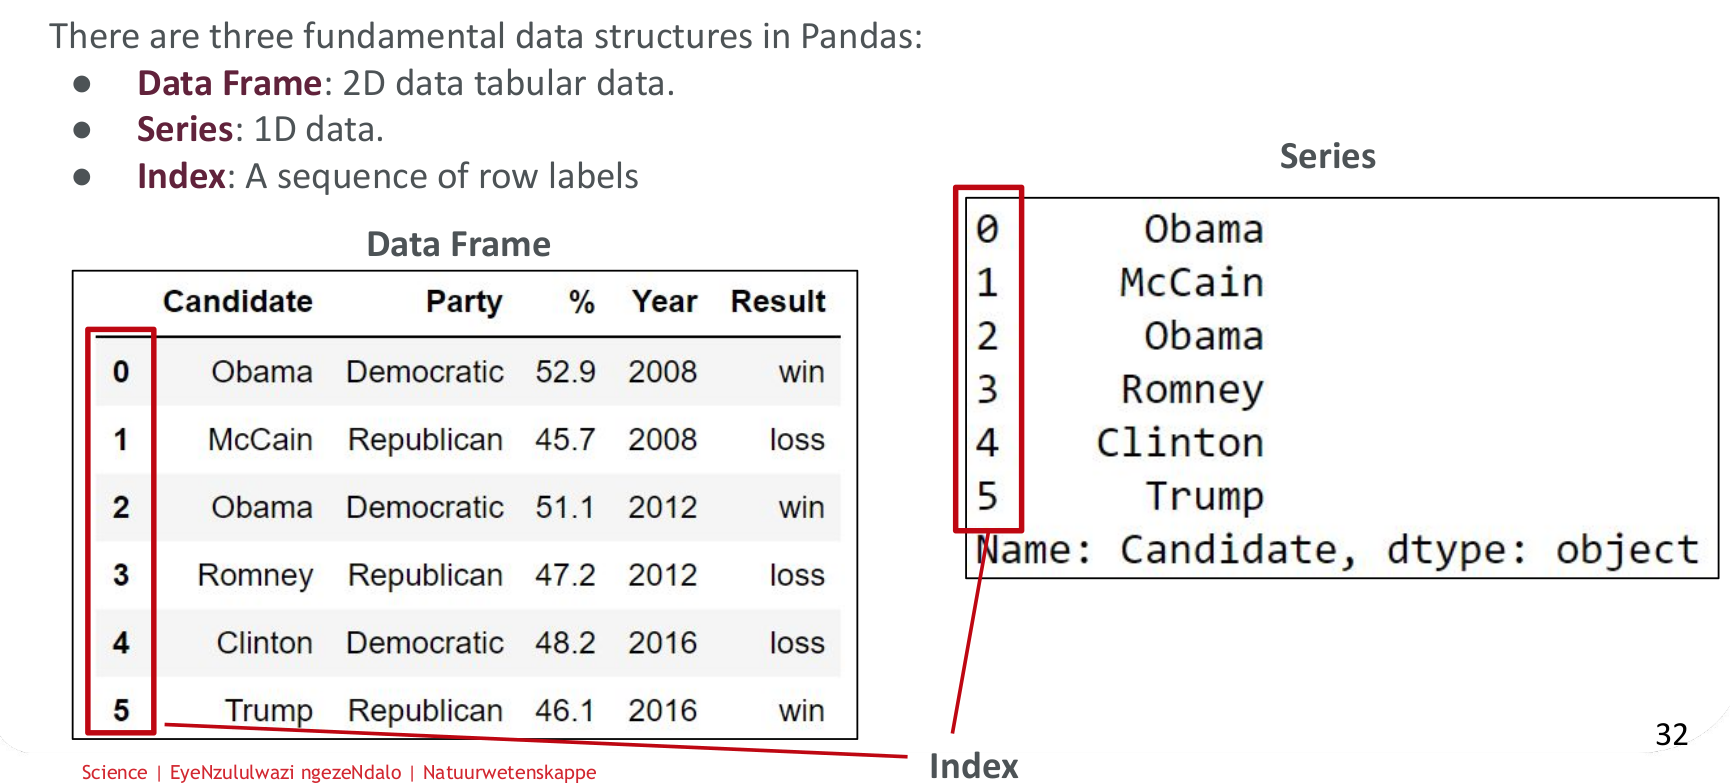 There are three fundamental data structures in Pandas:
● Data Frame: 2D data tabular data.
● Series: 1D data.
● Index: A sequence of row labels
Data Frame
Candidate Party % Year Result
0 Obama Democratic 52.9 2008 win
1 McCain Republican 45.7 2008 loss
2 Obama Democratic 51.1 2012 win
3 Romney Republican 47.2 2012 loss
4 Clinton Democratic 48.2 2016 loss
5 Trump Republican 46.1 2016 win
Series
0 Obama
1 McCain
2 Obama
3 Romney
4 Clinton
5 Trump
Name: Candidate, dtype: object
Index
32
Science | EyeNzululwazi ngezeNdalo | Natuurwetenskappe